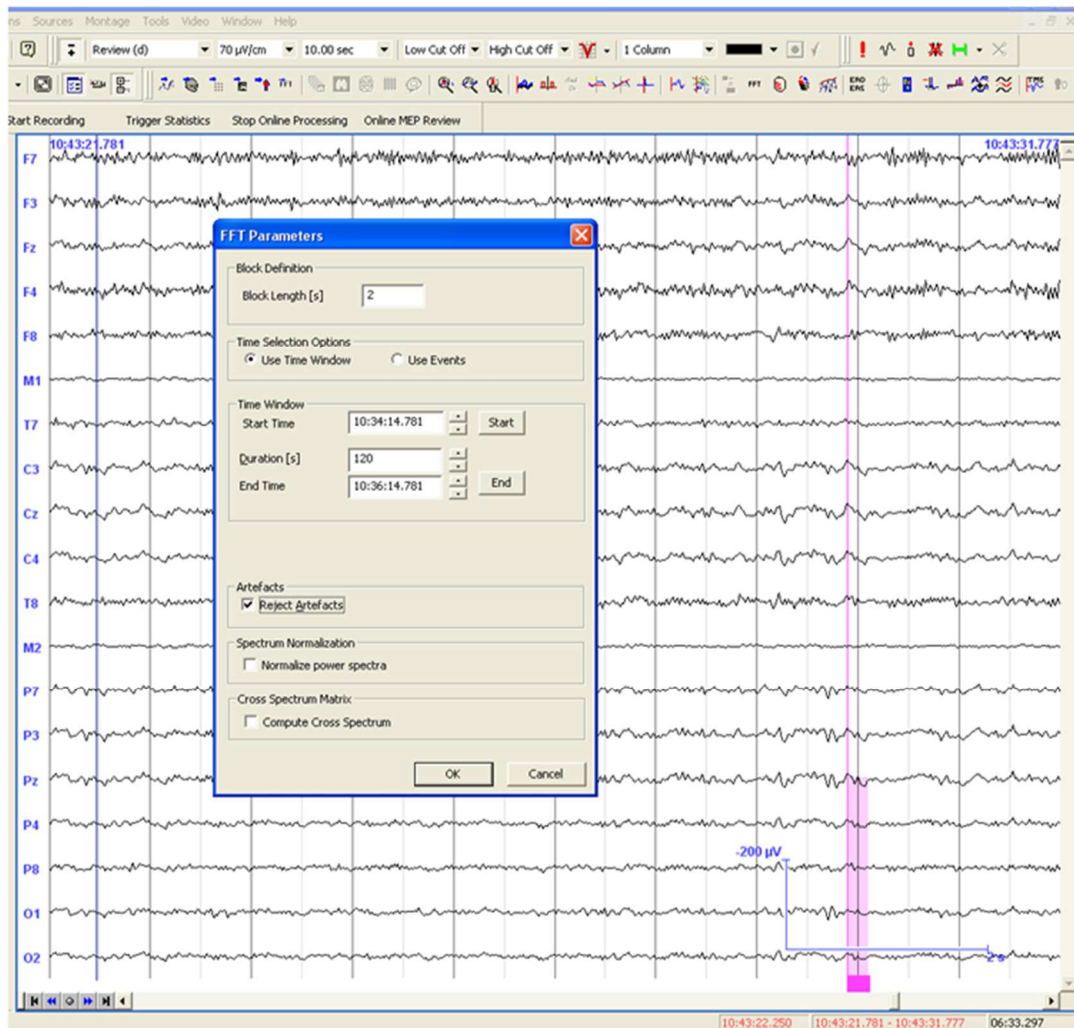 ns Sources Montage Tools Video Window Help
Review (d) 70 µV/cm 10.00 sec Low Cut Off High Cut Off 1 Column
FFT ERD ERS TMS
Start Recording Trigger Statistics Stop Online Processing Online MEP Review
10:43:21.781 10:43:31.777
F7
F3
Fz
F4
F8
M1
T7
C3
Cz
C4
T8
M2
P7
P3
Pz
P4
P8
O1
O2
FFT Parameters
Block Definition
Block Length [s] 2
Time Selection Options
Use Time Window Use Events
Time Window
Start Time 10:34:14.781 Start
Duration [s] 120
End Time 10:36:14.781 End
Artefacts
Reject Artefacts
Spectrum Normalization
Normalize power spectra
Cross Spectrum Matrix
Compute Cross Spectrum
OK Cancel
-200 µV
2 s
10:43:22.250 10:43:21.781 - 10:43:31.777 06:33.297